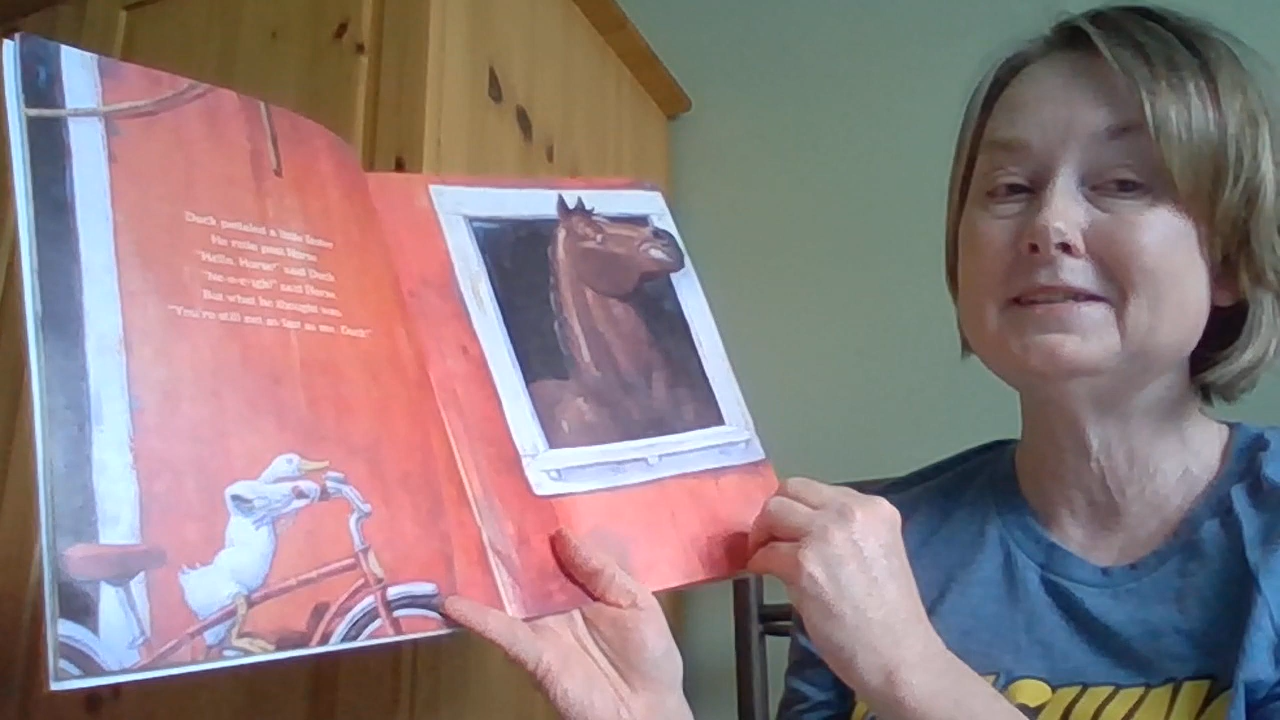 Duck pedaled a little faster.
He rode past Horse.
"Hello, Horse!" said Duck.
"Ne-e-e-igh!" said Horse.
But what he thought was,
"You're still not as fast as me, Duck!"